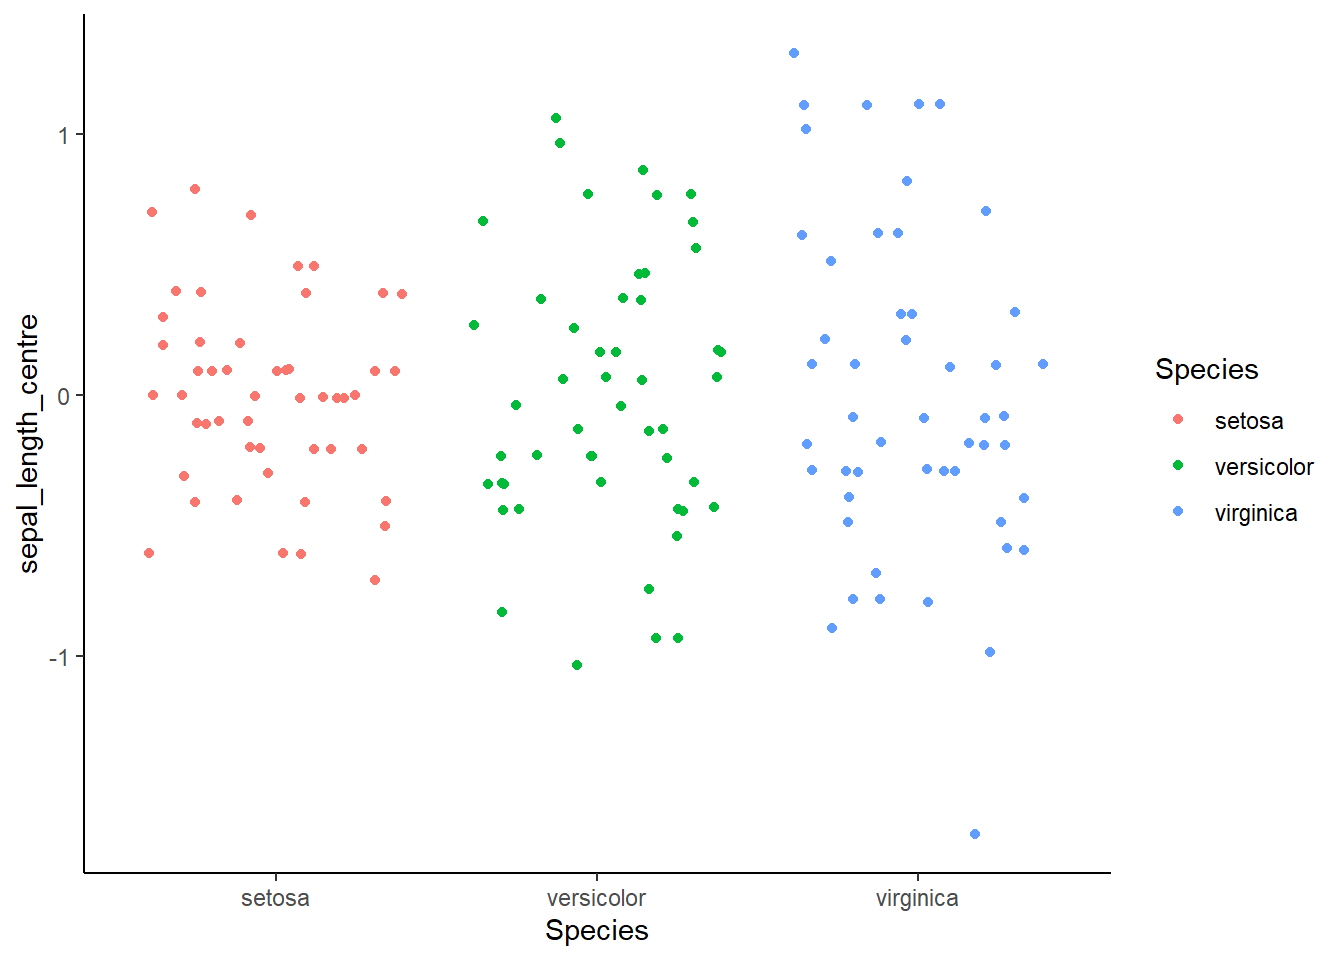 sepal_length_centre
1
0
-1
setosa
versicolor
virginica
Species
Species
setosa
versicolor
virginica